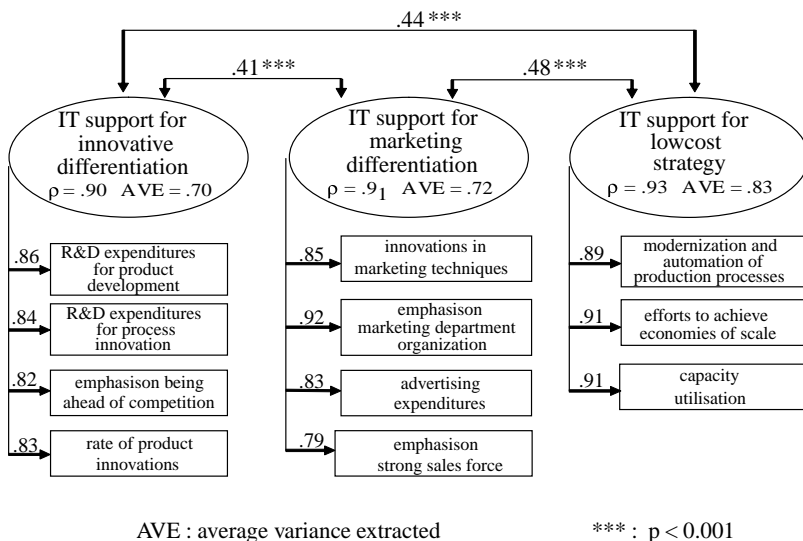 .44 ***
.41 ***
.48 ***
IT support for
innovative
differentiation
ρ = .90 AVE = .70
IT support for
marketing
differentiation
ρ = .91 AVE = .72
IT support for
lowcost
strategy
ρ = .93 AVE = .83
.86
R&D expenditures
for product
development
.84
R&D expenditures
for process
innovation
.82
emphasison being
ahead of competition
.83
rate of product
innovations
.85
innovations in
marketing techniques
.92
emphasison
marketing department
organization
.83
advertising
expenditures
.79
emphasison
strong sales force
.89
modernization and
automation of
production processes
.91
efforts to achieve
economies of scale
.91
capacity
utilisation
AVE : average variance extracted
*** : p < 0.001